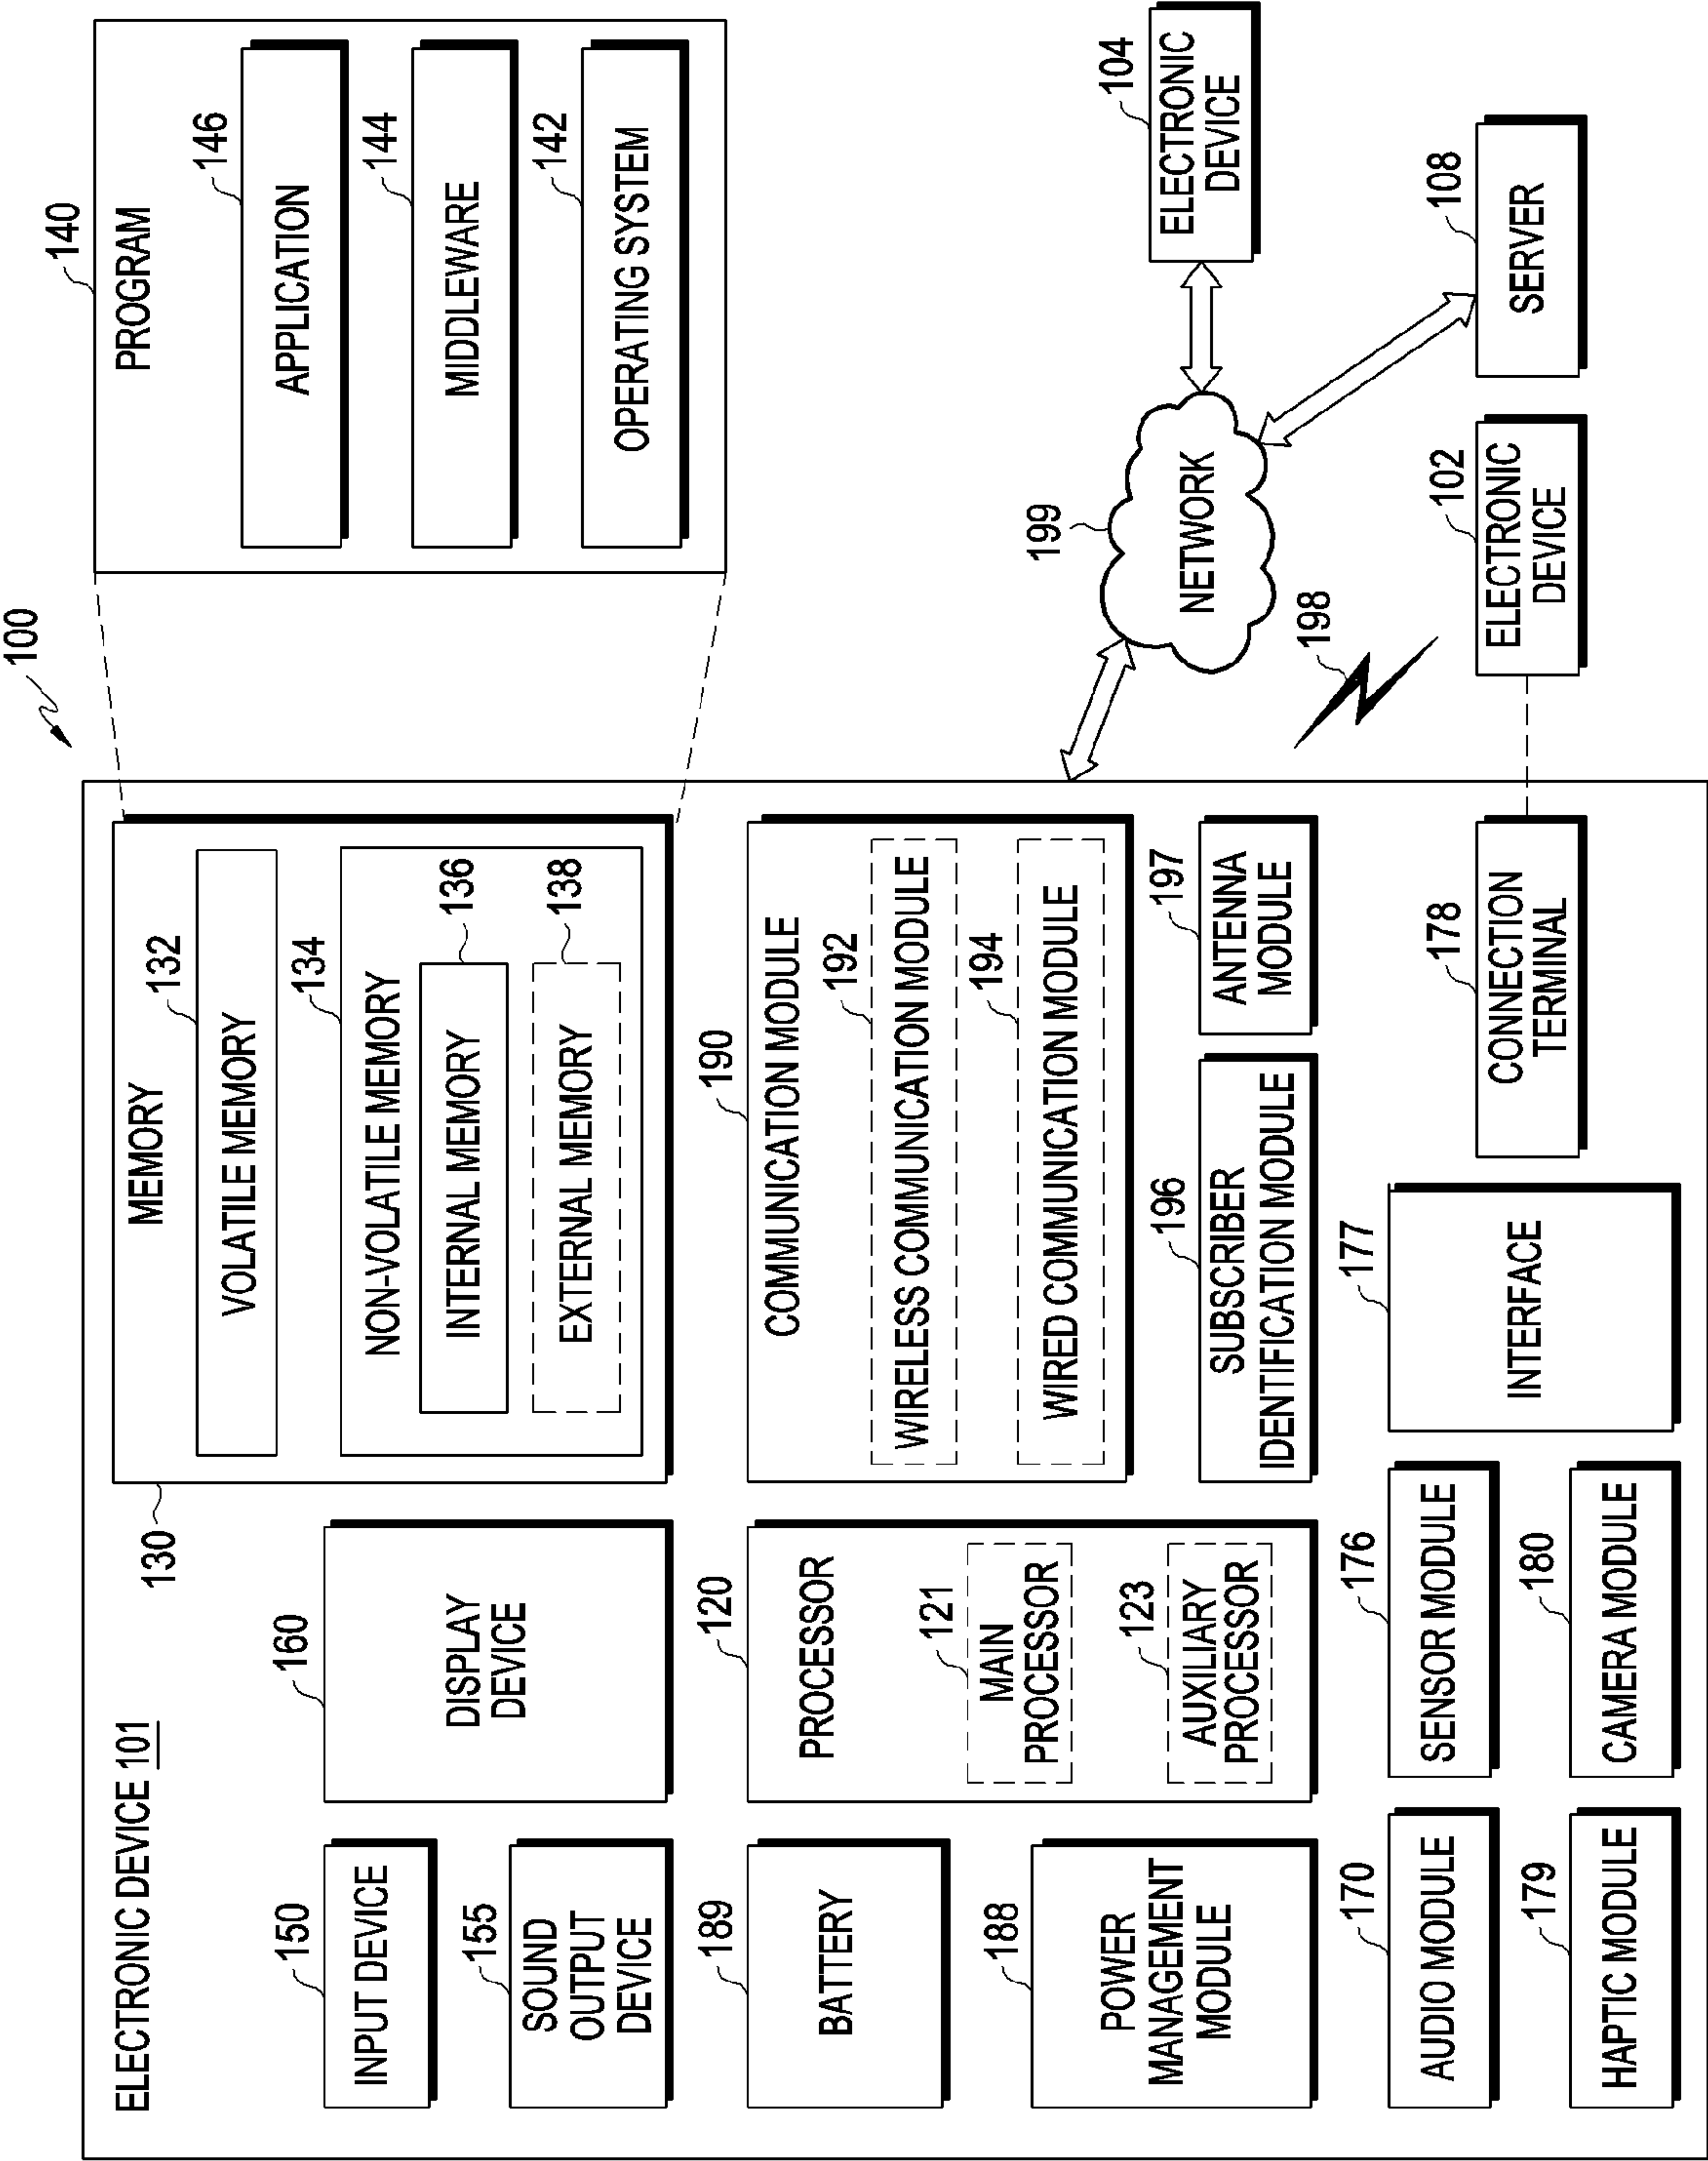 100
ELECTRONIC DEVICE 101
130
MEMORY
132
VOLATILE MEMORY
134
NON-VOLATILE MEMORY
136
INTERNAL MEMORY
138
EXTERNAL MEMORY
140
PROGRAM
146
APPLICATION
144
MIDDLEWARE
142
OPERATING SYSTEM
150
INPUT DEVICE
155
SOUND
OUTPUT
DEVICE
160
DISPLAY
DEVICE
189
BATTERY
188
POWER
MANAGEMENT
MODULE
120
PROCESSOR
121
MAIN
PROCESSOR
123
AUXILIARY
PROCESSOR
190
COMMUNICATION MODULE
192
WIRELESS COMMUNICATION MODULE
194
WIRED COMMUNICATION MODULE
196
SUBSCRIBER
IDENTIFICATION MODULE
197
ANTENNA
MODULE
199
NETWORK
104
ELECTRONIC
DEVICE
198
170
AUDIO MODULE
176
SENSOR MODULE
177
INTERFACE
178
CONNECTION
TERMINAL
102
ELECTRONIC
DEVICE
108
SERVER
179
HAPTIC MODULE
180
CAMERA MODULE